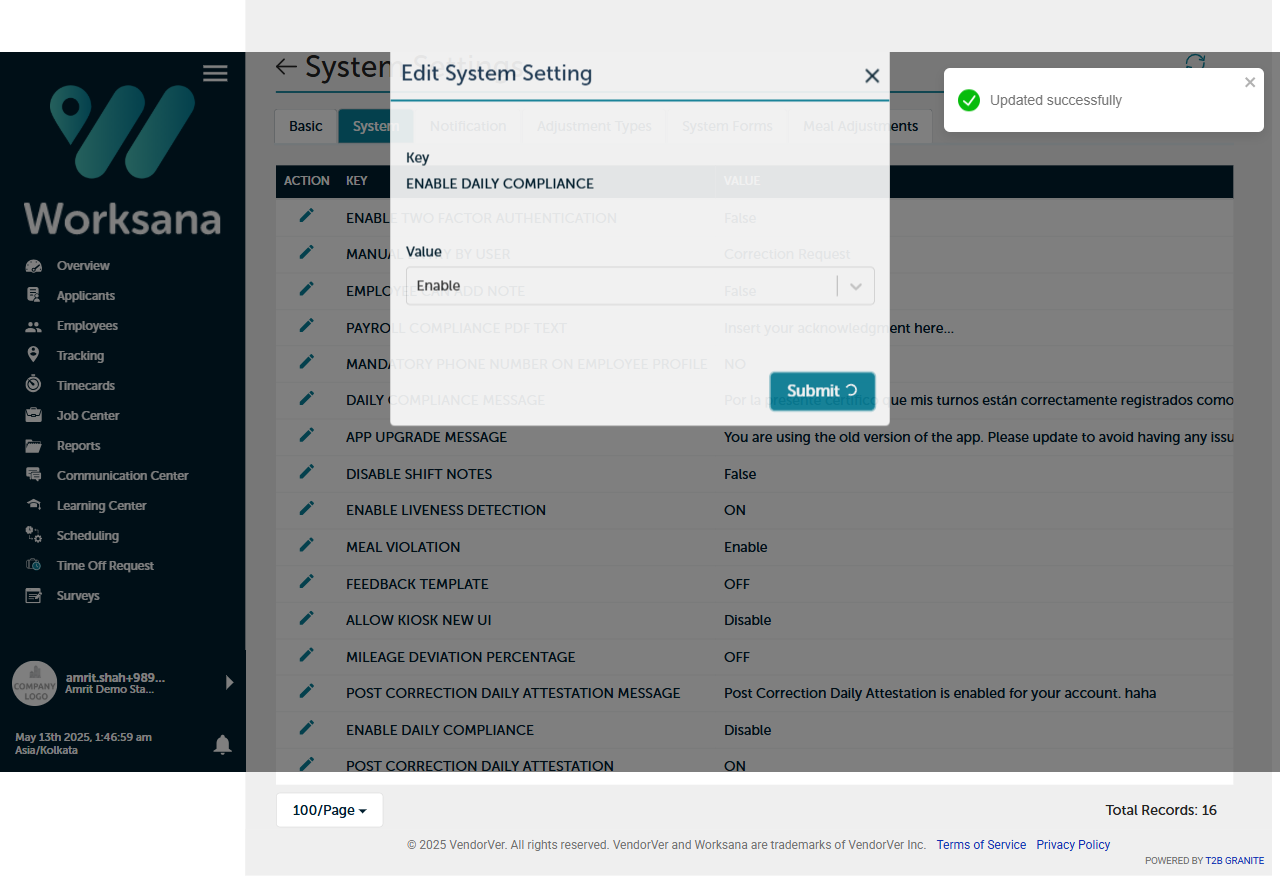 System Settings
Edit System Setting
Updated successfully
Basic
System
Notification
Adjustment Types
System Forms
Meal Adjustments
Key
ENABLE DAILY COMPLIANCE
Value
Enable
Submit
ACTION KEY VALUE
ENABLE TWO FACTOR AUTHENTICATION False
MANUAL ENTRY BY USER Correction Request
EMPLOYEE CAN ADD NOTE False
PAYROLL COMPLIANCE PDF TEXT Insert your acknowledgment here...
MANDATORY PHONE NUMBER ON EMPLOYEE PROFILE NO
DAILY COMPLIANCE MESSAGE Por la presente certifico que mis turnos están correctamente registrados como
APP UPGRADE MESSAGE You are using the old version of the app. Please update to avoid having any issu
DISABLE SHIFT NOTES False
ENABLE LIVENESS DETECTION ON
MEAL VIOLATION Enable
FEEDBACK TEMPLATE OFF
ALLOW KIOSK NEW UI Disable
MILEAGE DEVIATION PERCENTAGE OFF
POST CORRECTION DAILY ATTESTATION MESSAGE Post Correction Daily Attestation is enabled for your account. haha
ENABLE DAILY COMPLIANCE Disable
POST CORRECTION DAILY ATTESTATION ON
Worksana
Overview
Applicants
Employees
Tracking
Timecards
Job Center
Reports
Communication Center
Learning Center
Scheduling
Time Off Request
Surveys
COMPANY
LOGO
amrit.shah+989...
Amrit Demo Sta...
May 13th 2025, 1:46:59 am
Asia/Kolkata
100/Page
Total Records: 16
© 2025 VendorVer. All rights reserved. VendorVer and Worksana are trademarks of VendorVer Inc. Terms of Service Privacy Policy
POWERED BY T2B GRANITE